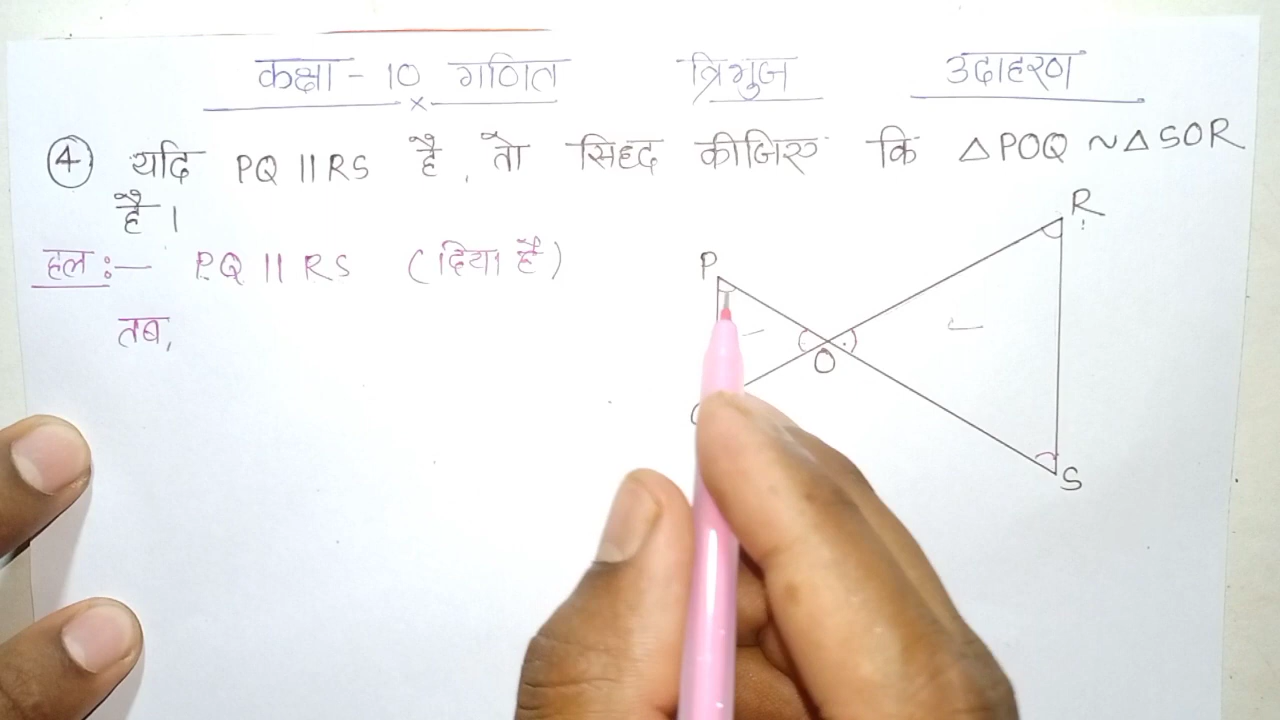 कक्षा - 10 गणित त्रिभुज उदाहरण
④ यदि PQ || RS है, तो सिद्ध कीजिए कि △POQ ~ △SOR
है।
हल :— PQ || RS (दिया है)
तब,
P
R
O
S